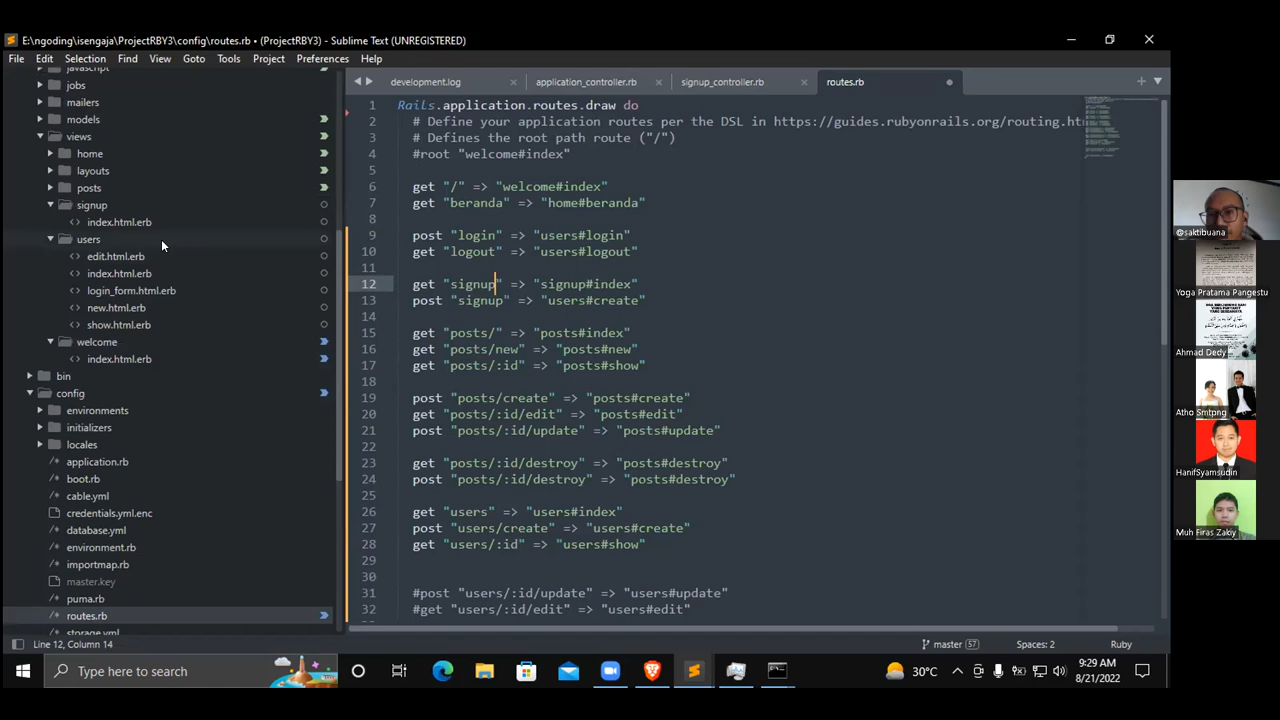 E:\ngoding\isengaja\ProjectRBY3\config\routes.rb • (ProjectRBY3) - Sublime Text (UNREGISTERED)
File Edit Selection Find View Goto Tools Project Preferences Help
javascript
jobs
mailers
models
views
home
layouts
posts
signup
index.html.erb
users
edit.html.erb
index.html.erb
login_form.html.erb
new.html.erb
show.html.erb
welcome
index.html.erb
bin
config
environments
initializers
locales
application.rb
boot.rb
cable.yml
credentials.yml.enc
database.yml
environment.rb
importmap.rb
master.key
puma.rb
routes.rb
storage.yml
development.log application_controller.rb signup_controller.rb routes.rb
1 Rails.application.routes.draw do
2 # Define your application routes per the DSL in https://guides.rubyonrails.org/routing.ht
3 # Defines the root path route ("/")
4 #root "welcome#index"
5
6 get "/" => "welcome#index"
7 get "beranda" => "home#beranda"
8
9 post "login" => "users#login"
10 get "logout" => "users#logout"
11
12 get "signup" => "signup#index"
13 post "signup" => "users#create"
14
15 get "posts/" => "posts#index"
16 get "posts/new" => "posts#new"
17 get "posts/:id" => "posts#show"
18
19 post "posts/create" => "posts#create"
20 get "posts/:id/edit" => "posts#edit"
21 post "posts/:id/update" => "posts#update"
22
23 get "posts/:id/destroy" => "posts#destroy"
24 post "posts/:id/destroy" => "posts#destroy"
25
26 get "users" => "users#index"
27 post "users/create" => "users#create"
28 get "users/:id" => "users#show"
29
30
31 #post "users/:id/update" => "users#update"
32 #get "users/:id/edit" => "users#edit"
Line 12, Column 14 master 57 Spaces: 2 Ruby
Type here to search 30°C 9:29 AM
8/21/2022
@saktibuana
Yoga Pratama Pangestu
Ahmad Dedy
Atho Smtpng
HanifSyamsudin
Muh Firas Zakiy